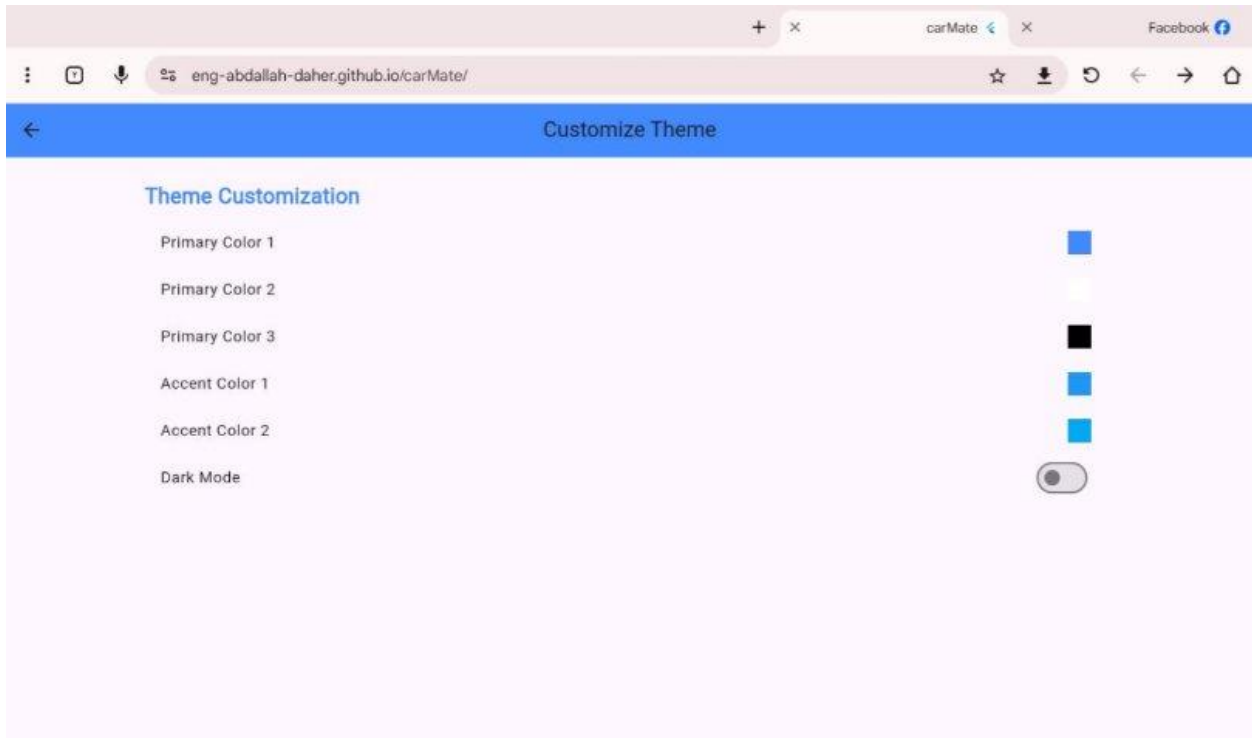 carMate
Facebook
eng-abdallah-daher.github.io/carMate/
Customize Theme
Theme Customization
Primary Color 1
Primary Color 2
Primary Color 3
Accent Color 1
Accent Color 2
Dark Mode